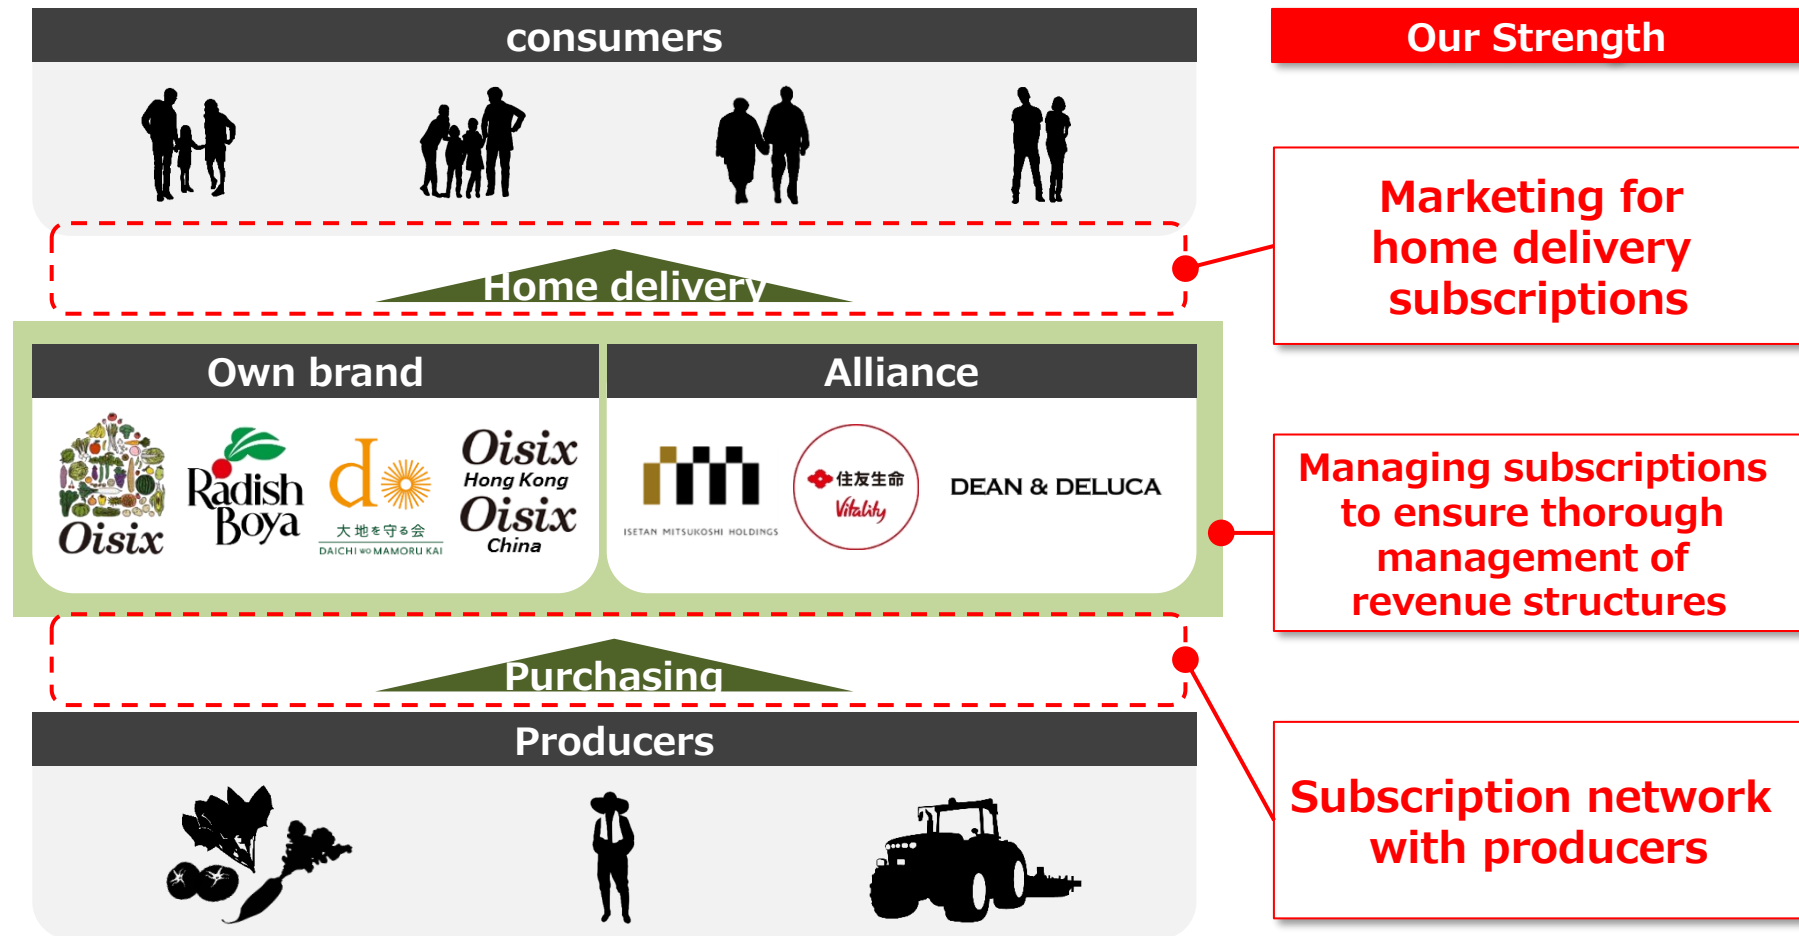 consumers
Our Strength
Marketing for
home delivery
subscriptions
Home delivery
Own brand
Alliance
Oisix
Radish
Boya
d
大地を守る会
DAICHI WO MAMORU KAI
Oisix
Hong Kong
Oisix
China
ISETAN MITSUKOSHI HOLDINGS
住友生命
Vitality
DEAN & DELUCA
Managing subscriptions
to ensure thorough
management of
revenue structures
Purchasing
Producers
Subscription network
with producers